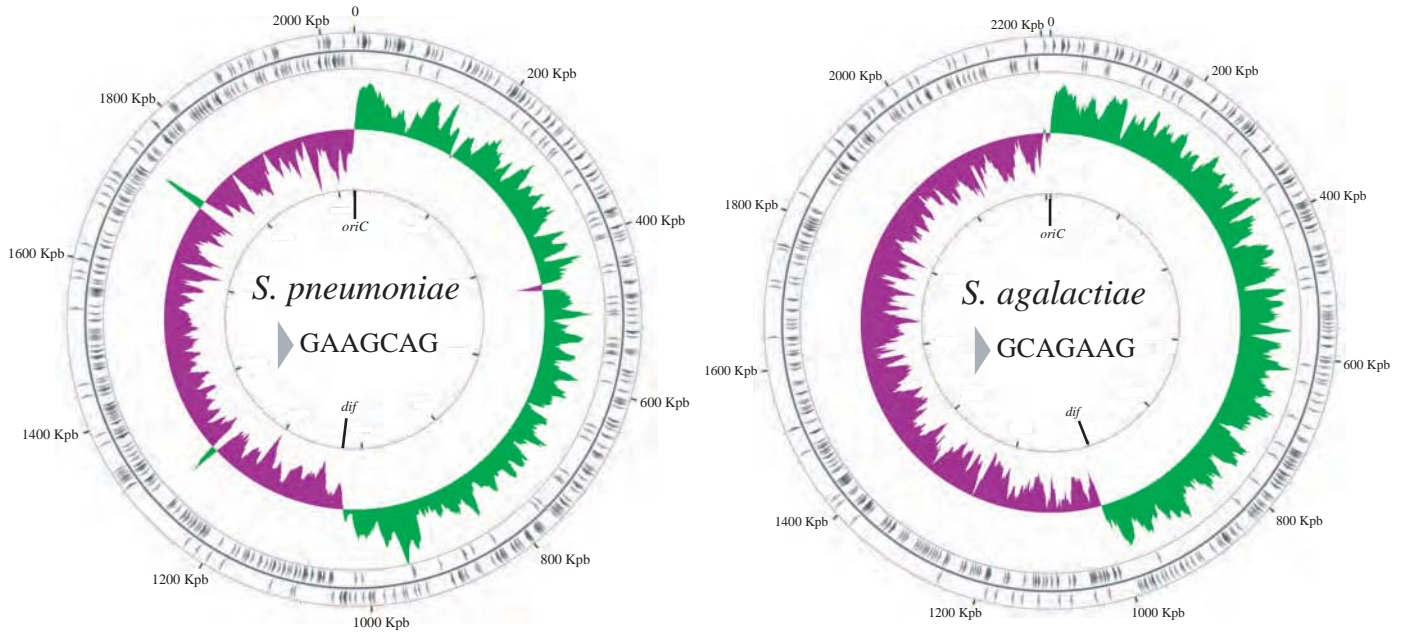 0
200 Kpb
400 Kpb
600 Kpb
800 Kpb
1000 Kpb
1200 Kpb
1400 Kpb
1600 Kpb
1800 Kpb
2000 Kpb
oriC
S. pneumoniae
GAAGCAG
dif
0
200 Kpb
400 Kpb
600 Kpb
800 Kpb
1000 Kpb
1200 Kpb
1400 Kpb
1600 Kpb
1800 Kpb
2000 Kpb
2200 Kpb
oriC
S. agalactiae
GCAGAAG
dif